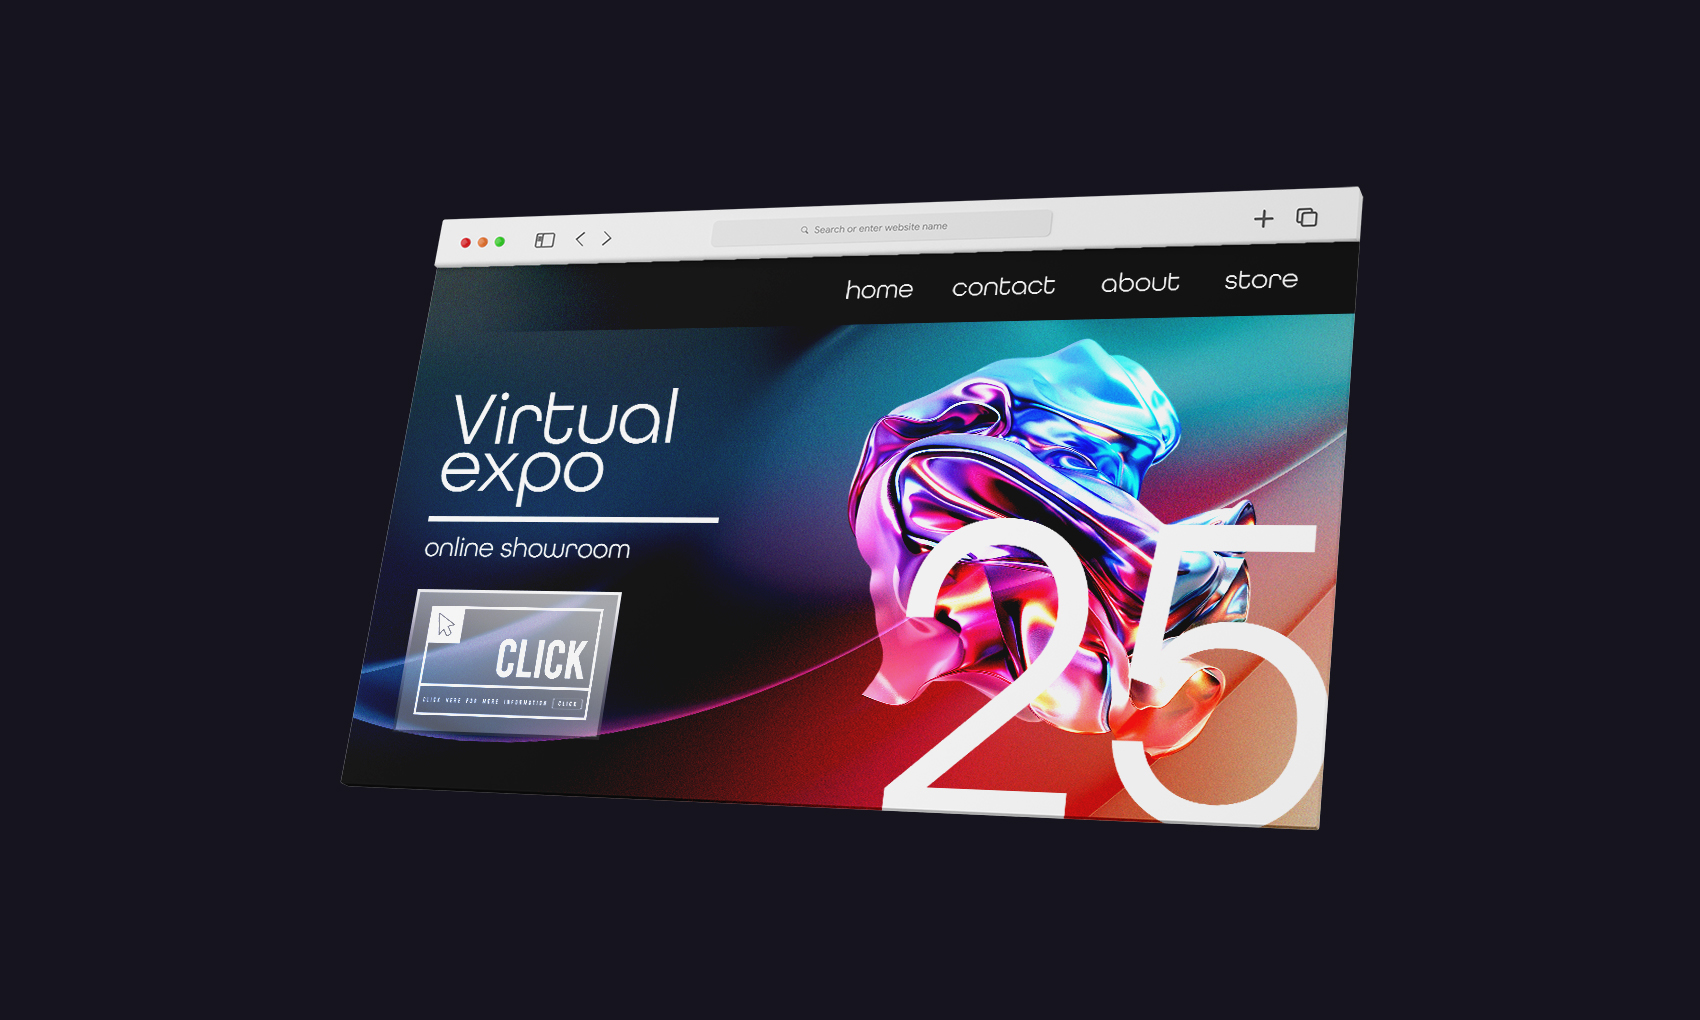 Search or enter website name
home contact about store
Virtual
expo
online showroom
CLICK
CLICK HERE FOR MORE INFORMATION CLICK
25